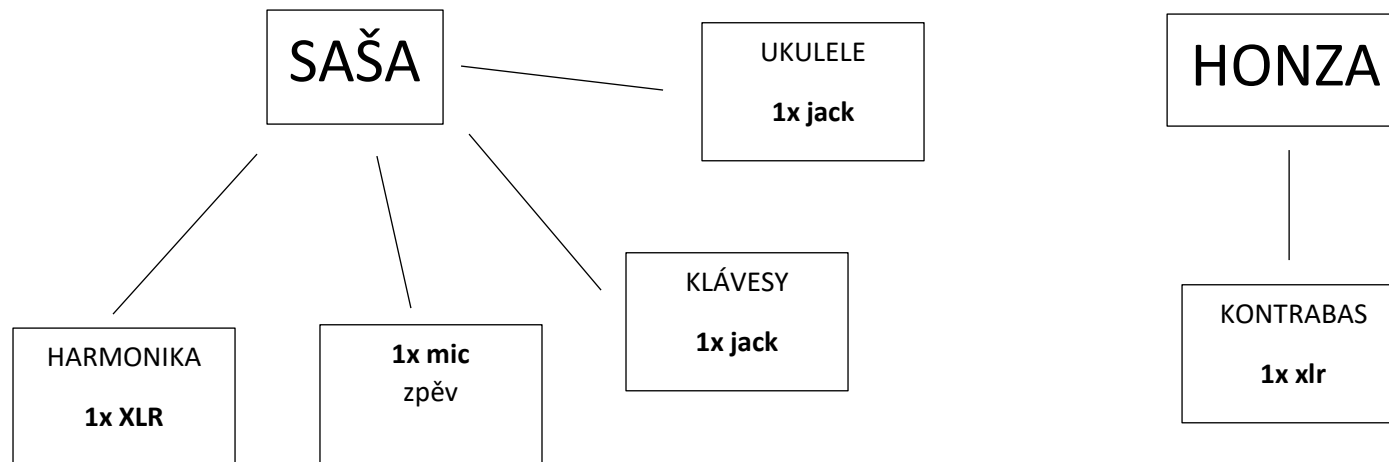 SAŠA
UKULELE
1x jack
KLÁVESY
1x jack
HARMONIKA
1x XLR
1x mic
zpěv
HONZA
KONTRABAS
1x xlr